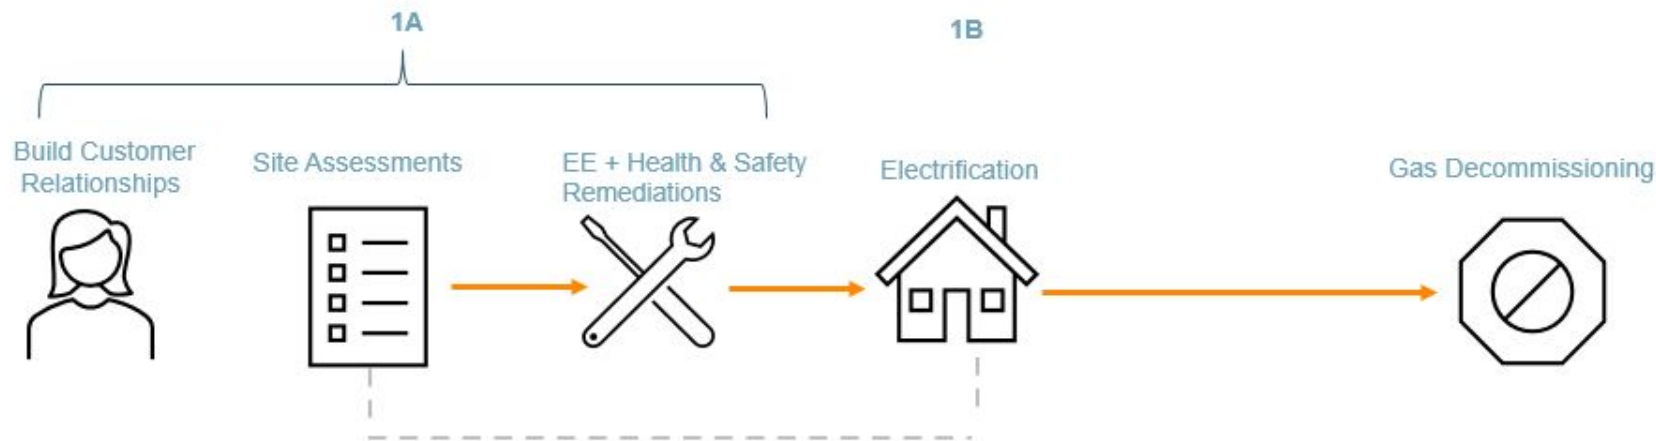 1A
1B
Build Customer
Relationships
Site Assessments
EE + Health & Safety
Remediations
Electrification
Gas Decommissioning